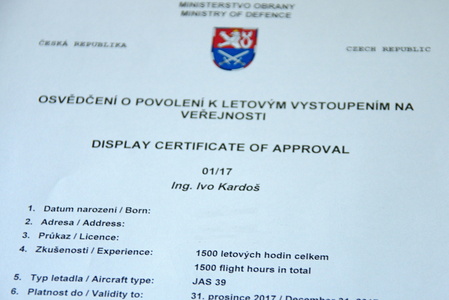 MINISTERSTVO OBRANY
MINISTRY OF DEFENCE
ČESKÁ REPUBLIKA
CZECH REPUBLIC
OSVĚDČENÍ O POVOLENÍ K LETOVÝM VYSTOUPENÍM NA
VEŘEJNOSTI
DISPLAY CERTIFICATE OF APPROVAL
01/17
Ing. Ivo Kardoš
1. Datum narození / Born:
2. Adresa / Address:
3. Průkaz / Licence:
4. Zkušenosti / Experience: 1500 letových hodin celkem
1500 flight hours in total
5. Typ letadla / Aircraft type: JAS 39
6. Platnost do / Validity to: 31. prosince 2017 / December 31,